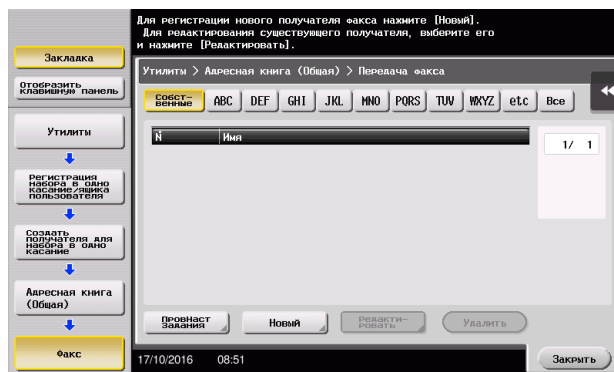 Для регистрации нового получателя факса нажмите [Новый].
Для редактирования существующего получателя, выберите его
и нажмите [Редактировать].
Закладка
Отобразить
клавишную панель
Утилиты
Регистрация
набора в одно
касание/ящика
пользователя
Создать
получателя для
набора в одно
касание
Адресная книга
(Общая)
Факс
Утилиты > Адресная книга (Общая) > Передача факса
Собст-
венные
ABC
DEF
GHI
JKL
MNO
PQRS
TUV
WXYZ
etc
Все
N
Имя
1/ 1
ПровНаст
Задания
Новый
Редакти-
ровать
Удалить
17/10/2016 08:51
Закрыть